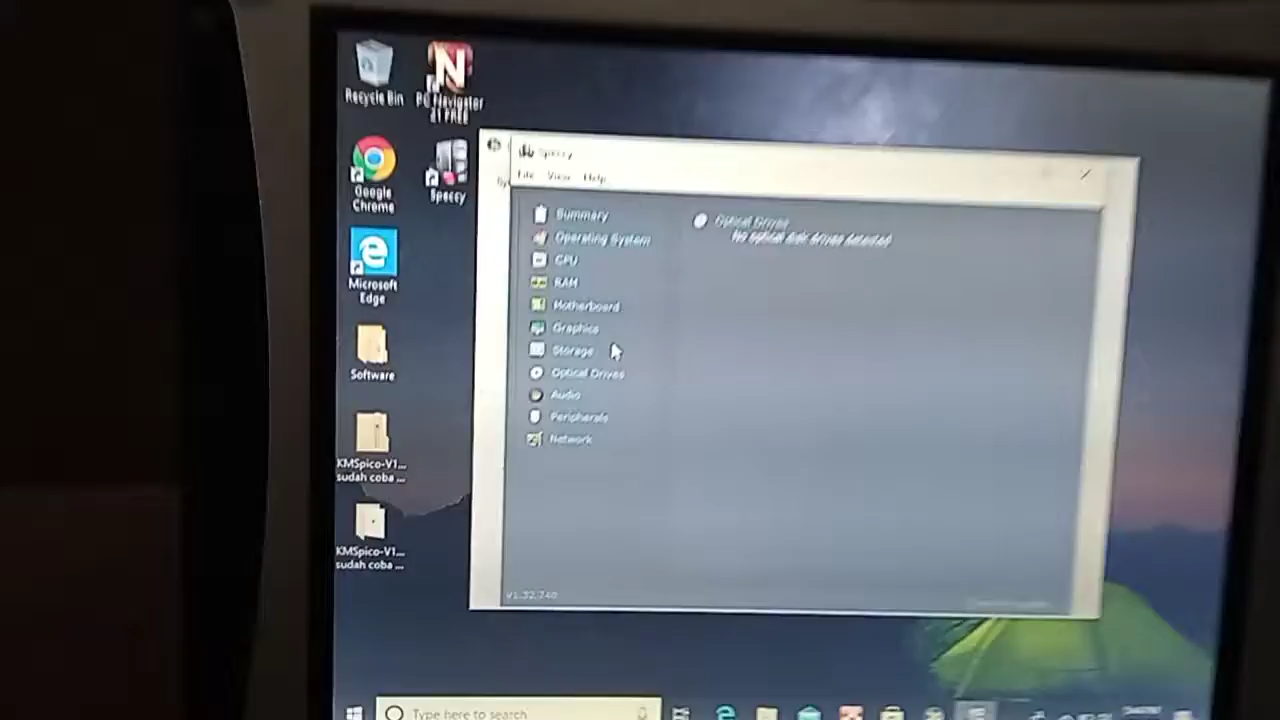 Recycle Bin
PC Navigator
21 FREE
Google
Chrome
Speccy
Microsoft
Edge
Software
KMSpico-V1...
sudah coba ...
KMSpico-V1...
sudah coba ...
Speccy
File View Help
Summary
Operating System
CPU
RAM
Motherboard
Graphics
Storage
Optical Drives
Audio
Peripherals
Network
Optical Drives
No optical disk drives detected
v1.32.740
Type here to search